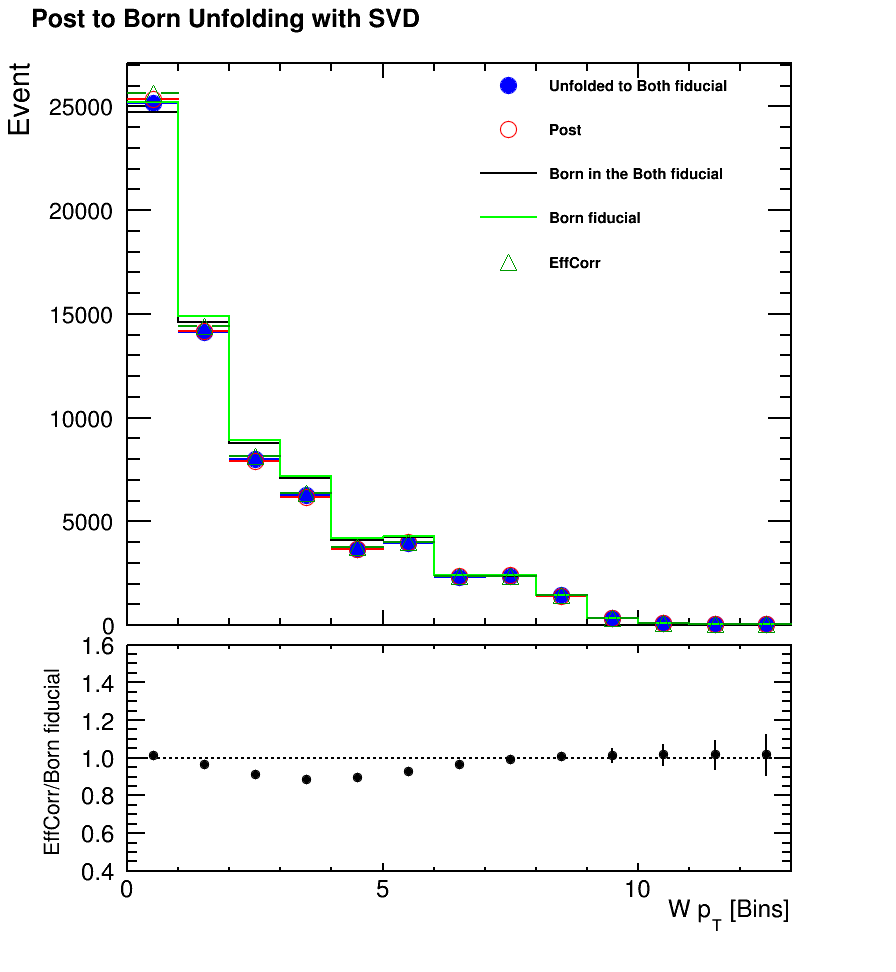 Post to Born Unfolding with SVD
Event
25000
20000
15000
10000
5000
0
Unfolded to Both fiducial
Post
Born in the Both fiducial
Born fiducial
EffCorr
EffCorr/Born fiducial
1.6
1.4
1.2
1.0
0.8
0.6
0.4
0 5 10
W pT [Bins]